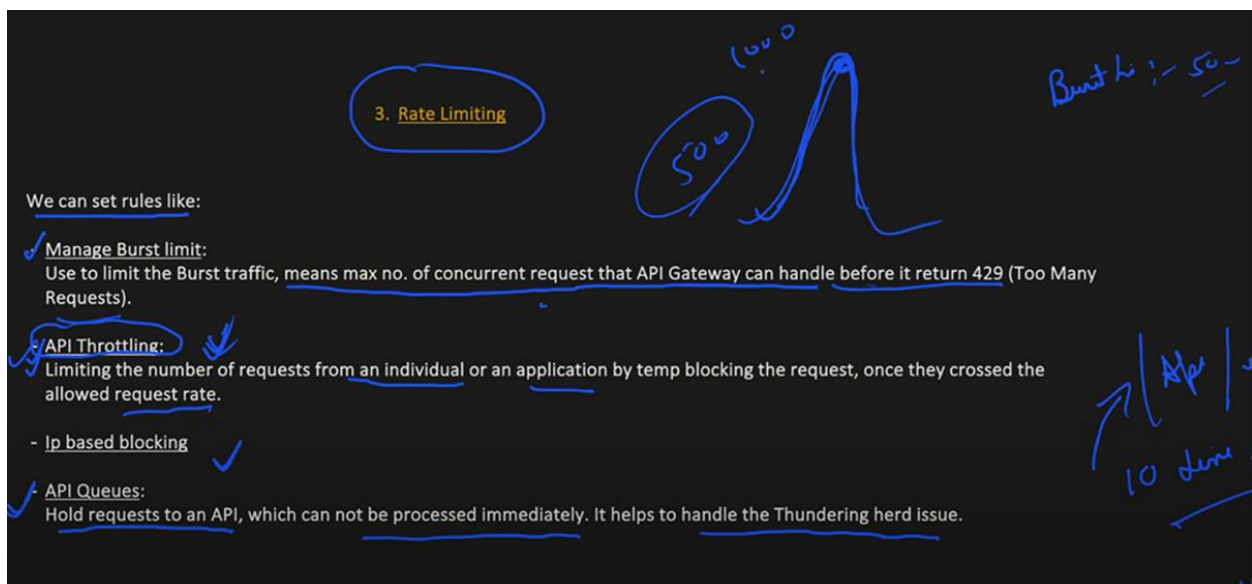 1000
3. Rate Limiting
500
Burst li :- 50-
We can set rules like:
- Manage Burst limit:
Use to limit the Burst traffic, means max no. of concurrent request that API Gateway can handle before it return 429 (Too Many
Requests).
- API Throttling:
Limiting the number of requests from an individual or an application by temp blocking the request, once they crossed the
allowed request rate.
- Ip based blocking
10
- API Queues:
Hold requests to an API, which can not be processed immediately. It helps to handle the Thundering herd issue.